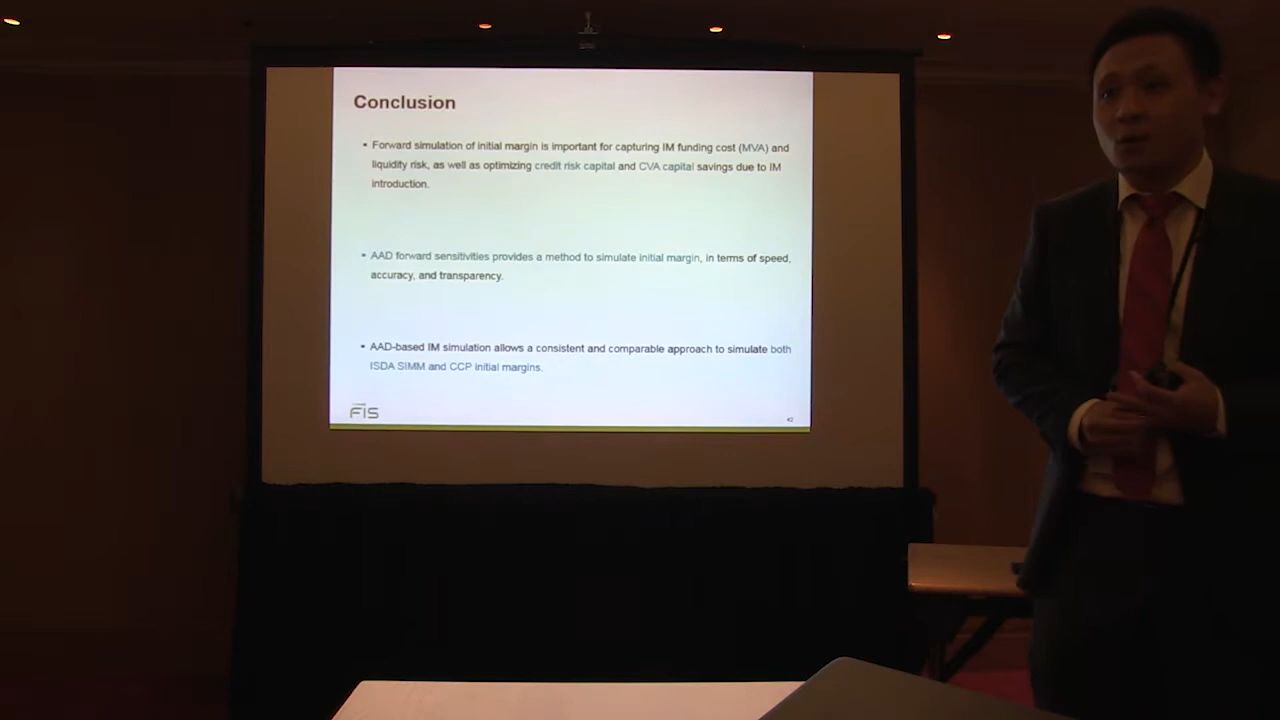 Conclusion
• Forward simulation of initial margin is important for capturing IM funding cost (MVA) and
liquidity risk, as well as optimizing credit risk capital and CVA capital savings due to IM
introduction.
• AAD forward sensitivities provides a method to simulate initial margin, in terms of speed,
accuracy, and transparency.
• AAD-based IM simulation allows a consistent and comparable approach to simulate both
ISDA SIMM and CCP initial margins.
FIS
42